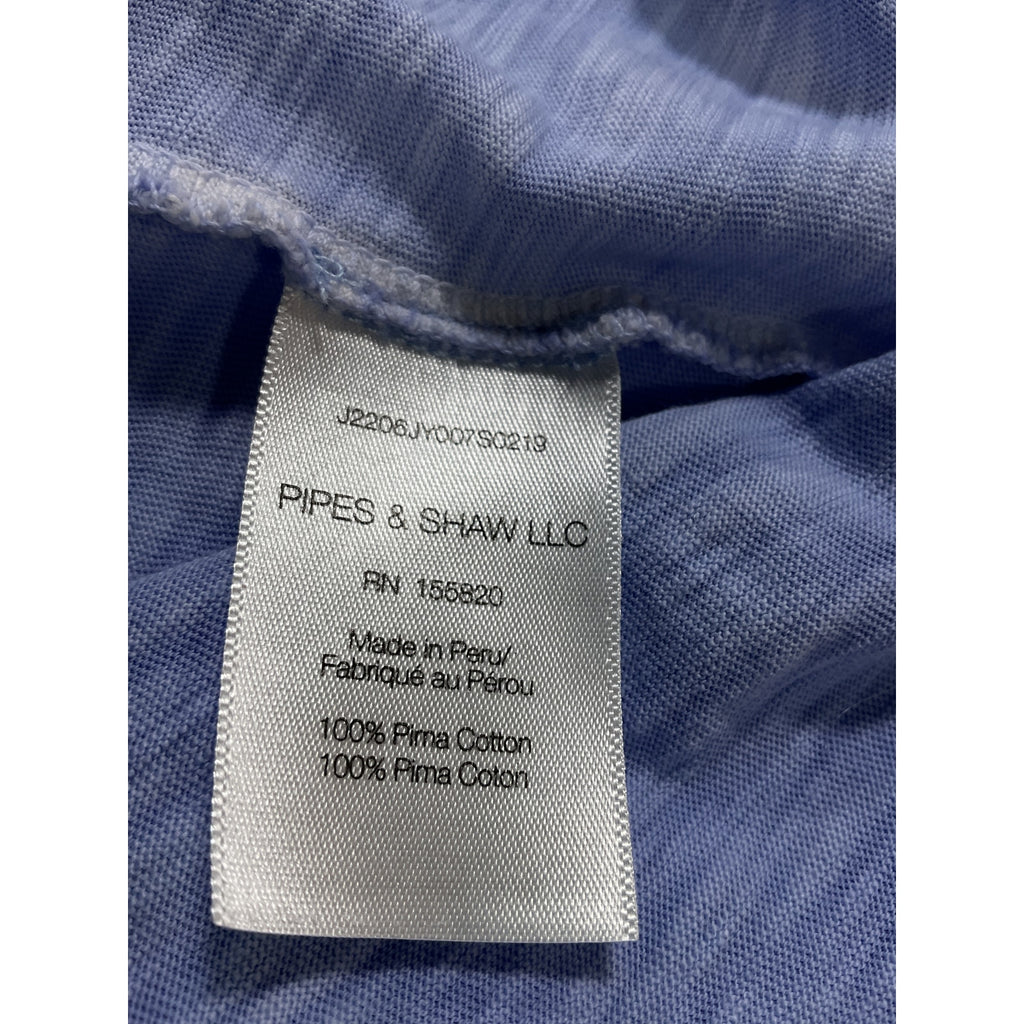 J2206JY007S0219
PIPES & SHAW LLC
RN 155820
Made in Peru/
Fabriqué au Pérou
100% Pima Cotton
100% Pima Coton